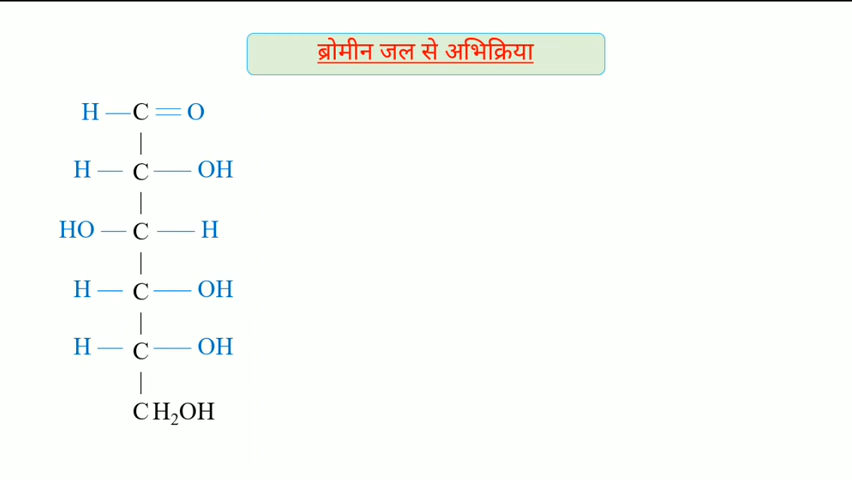 ब्रोमीन जल से अभिक्रिया
H — C = O
H — C — OH
HO — C — H
H — C — OH
H — C — OH
CH₂OH